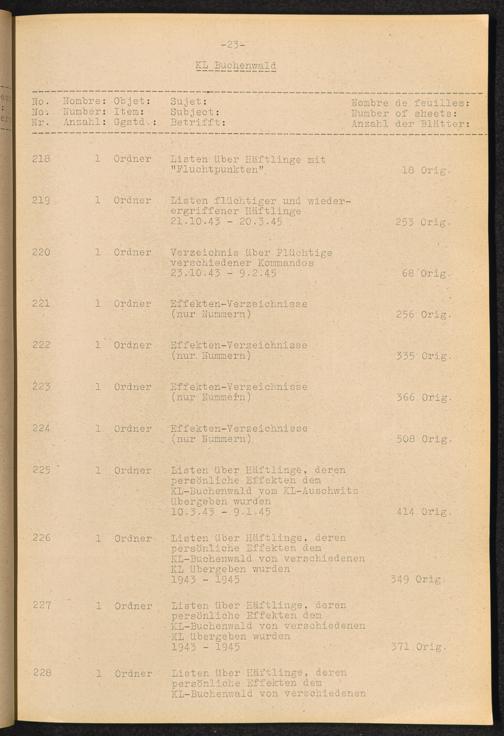 -23-
KL Buchenwald
No. Nombre: Objet: Sujet: Nombre de feuilles:
No. Number: Item: Subject: Number of sheets:
Nr. Anzahl: Ggstd.: Betrifft: Anzahl der Blätter:
218 1 Ordner Listen über Häftlinge mit
"Fluchtpunkten" 18 Orig.
219 1 Ordner Listen flüchtiger und wieder-
ergriffener Häftlinge
21.10.43 - 20.3.45 253 Orig.
220 1 Ordner Verzeichnis über Flüchtige
verschiedener Kommandos
23.10.43 - 9.2.45 68 Orig.
221 1 Ordner Effekten-Verzeichnisse
(nur Nummern) 256 Orig.
222 1 Ordner Effekten-Verzeichnisse
(nur Nummern) 335 Orig.
223 1 Ordner Effekten-Verzeichnisse
(nur Nummern) 366 Orig.
224 1 Ordner Effekten-Verzeichnisse
(nur Nummern) 508 Orig.
225 1 Ordner Listen über Häftlinge, deren
persönliche Effekten dem
KL-Buchenwald vom KL-Auschwitz
übergeben wurden
10.3.43 - 9.1.45 414 Orig.
226 1 Ordner Listen über Häftlinge, deren
persönliche Effekten dem
KL-Buchenwald von verschiedenen
KL übergeben wurden
1943 - 1945 349 Orig.
227 1 Ordner Listen über Häftlinge, deren
persönliche Effekten dem
KL-Buchenwald von verschiedenen
KL übergeben wurden
1943 - 1945 371 Orig.
228 1 Ordner Listen über Häftlinge, deren
persönliche Effekten dem
KL-Buchenwald von verschiedenen